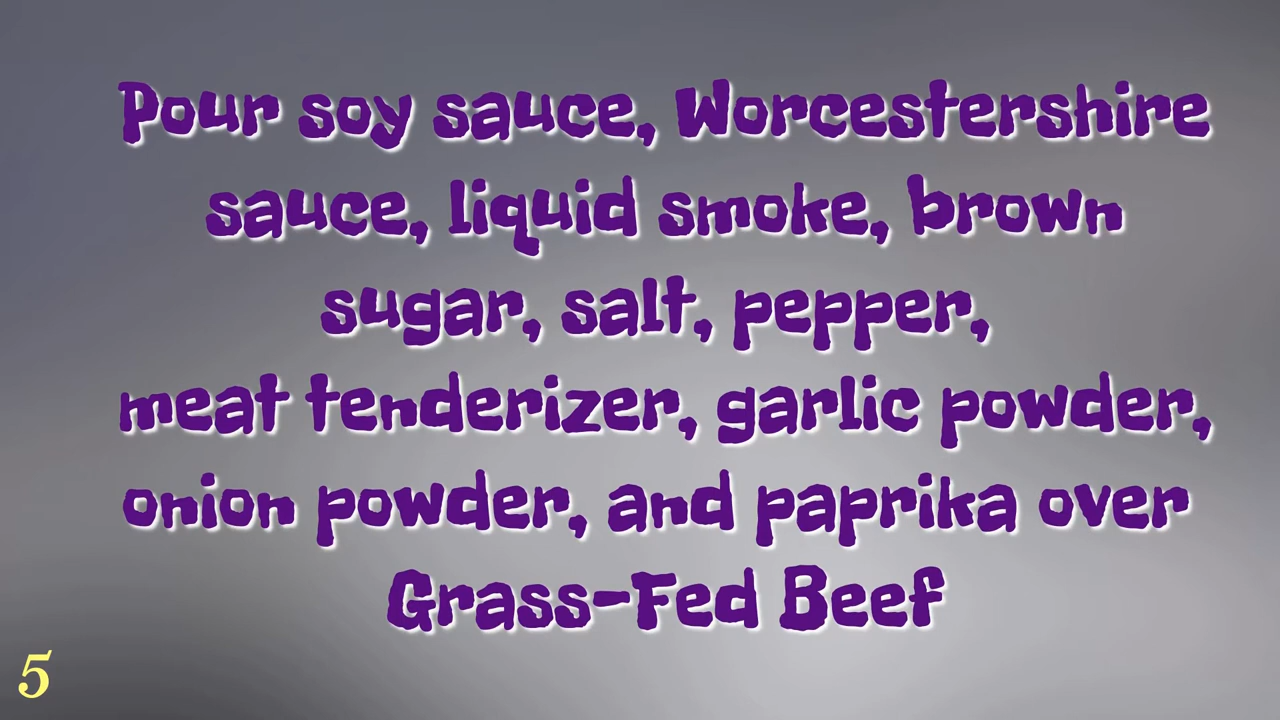 Pour soy sauce, Worcestershire
sauce, liquid smoke, brown
sugar, salt, pepper,
meat tenderizer, garlic powder,
onion powder, and paprika over
Grass-Fed Beef
5